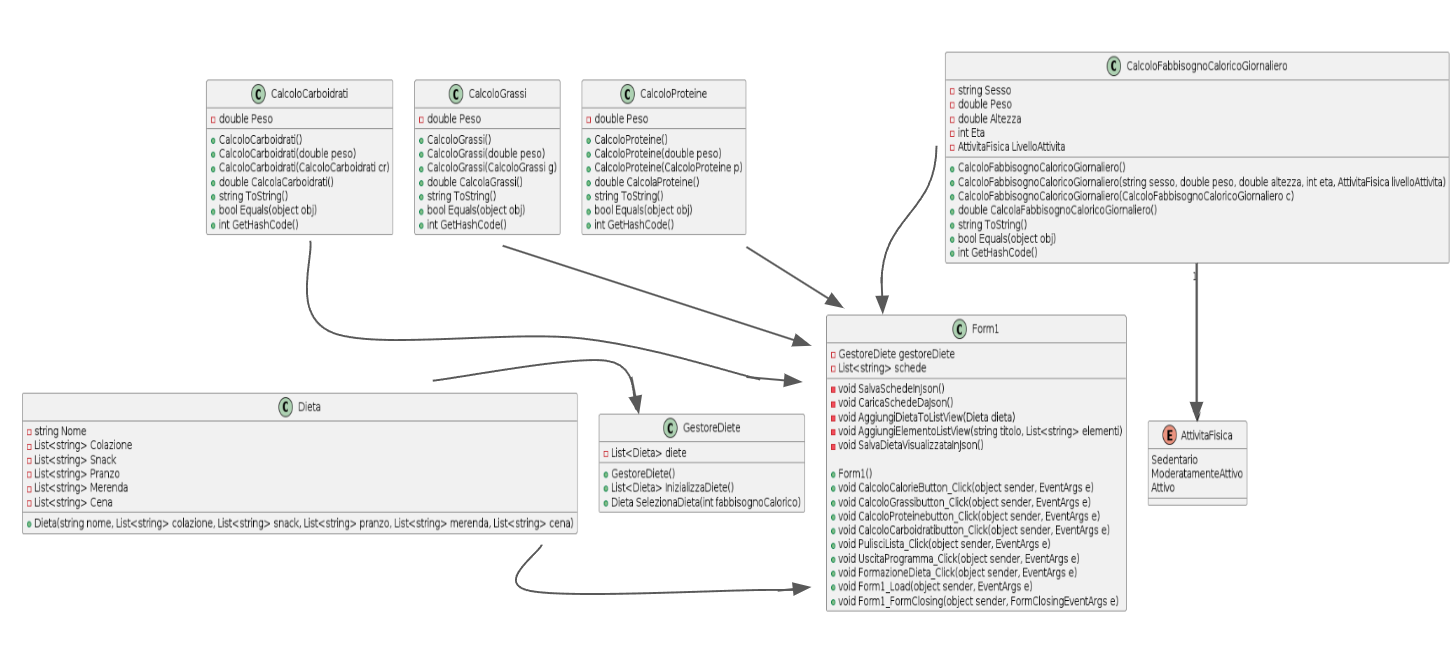 C CalcoloCarboidrati
double Peso
CalcoloCarboidrati()
CalcoloCarboidrati(double peso)
CalcoloCarboidrati(CalcoloCarboidrati cr)
double CalcolaCarboidrati()
string ToString()
bool Equals(object obj)
int GetHashCode()
C CalcoloGrassi
double Peso
CalcoloGrassi()
CalcoloGrassi(double peso)
CalcoloGrassi(CalcoloGrassi g)
double CalcolaGrassi()
string ToString()
bool Equals(object obj)
int GetHashCode()
C CalcoloProteine
double Peso
CalcoloProteine()
CalcoloProteine(double peso)
CalcoloProteine(CalcoloProteine p)
double CalcolaProteine()
string ToString()
bool Equals(object obj)
int GetHashCode()
C CalcoloFabbisognoCaloricoGiornaliero
string Sesso
double Peso
double Altezza
int Eta
AttivitaFisica LivelloAttivita
CalcoloFabbisognoCaloricoGiornaliero()
CalcoloFabbisognoCaloricoGiornaliero(string sesso, double peso, double altezza, int eta, AttivitaFisica livelloAttivita)
CalcoloFabbisognoCaloricoGiornaliero(CalcoloFabbisognoCaloricoGiornaliero c)
double CalcolaFabbisognoCaloricoGiornaliero()
string ToString()
bool Equals(object obj)
int GetHashCode()
1
C Dieta
string Nome
List<string> Colazione
List<string> Snack
List<string> Pranzo
List<string> Merenda
List<string> Cena
Dieta(string nome, List<string> colazione, List<string> snack, List<string> pranzo, List<string> merenda, List<string> cena)
C GestoreDiete
List<Dieta> diete
GestoreDiete()
List<Dieta> InizializzaDiete()
Dieta SelezionaDieta(int fabbisognoCalorico)
C Form1
GestoreDiete gestoreDiete
List<string> schede
void SalvaSchedeInJson()
void CaricaSchedeDaJson()
void AggiungiDietaToListView(Dieta dieta)
void AggiungiElementoListView(string titolo, List<string> elementi)
void SalvaDietaVisualizzataInJson()
Form1()
void CalcoloCalorieButton_Click(object sender, EventArgs e)
void CalcoloGrassibutton_Click(object sender, EventArgs e)
void CalcoloProteinebutton_Click(object sender, EventArgs e)
void CalcoloCarboidratibutton_Click(object sender, EventArgs e)
void PulisciLista_Click(object sender, EventArgs e)
void UscitaProgramma_Click(object sender, EventArgs e)
void FormazioneDieta_Click(object sender, EventArgs e)
void Form1_Load(object sender, EventArgs e)
void Form1_FormClosing(object sender, FormClosingEventArgs e)
E AttivitaFisica
Sedentario
ModeratamenteAttivo
Attivo